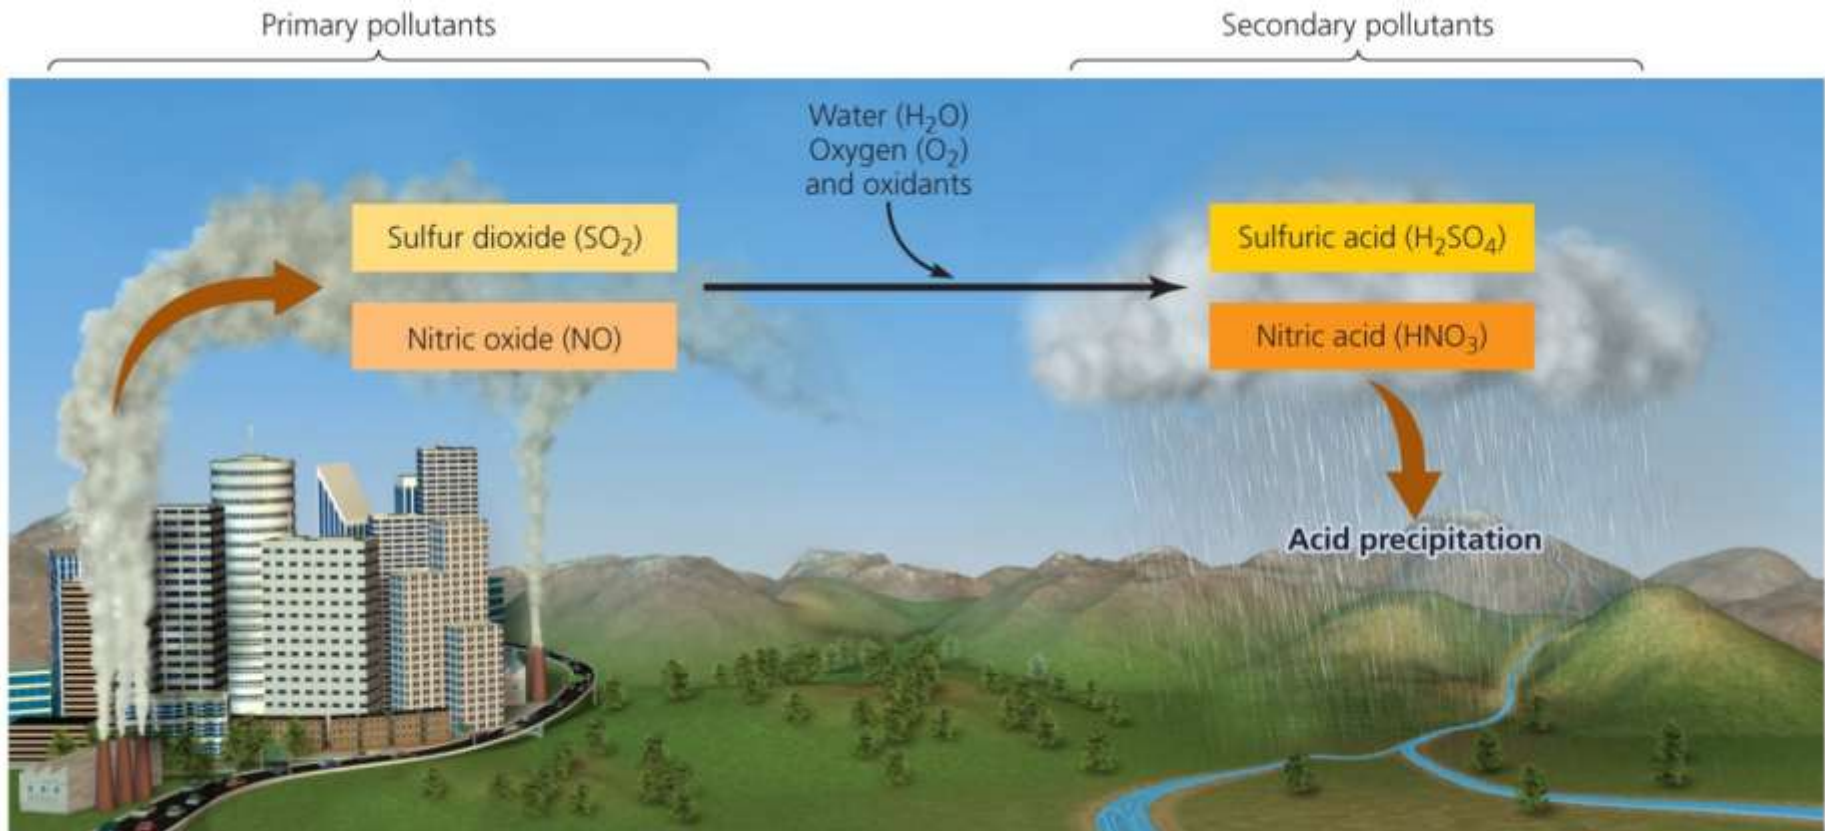 Primary pollutants
Secondary pollutants
Water (H₂O)
Oxygen (O₂)
and oxidants
Sulfur dioxide (SO₂)
Nitric oxide (NO)
Sulfuric acid (H₂SO₄)
Nitric acid (HNO₃)
Acid precipitation